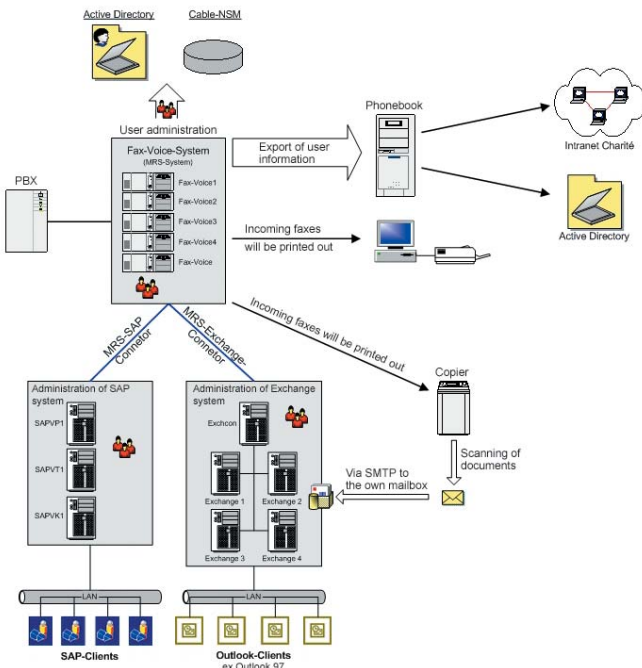 Active Directory
Cable-NSM
User administration
Fax-Voice-System
(MRS-System)
Fax-Voice1
Fax-Voice2
Fax-Voice3
Fax-Voice4
Fax-Voice
PBX
Export of user
information
Phonebook
Intranet Charité
Active Directory
Incoming faxes
will be printed out
Incoming faxes will be printed out
MRS-SAP
Connetor
MRS-Exchange-
Connetor
Administration of SAP
system
SAPVP1
SAPVT1
SAPVK1
Administration of Exchange
system
Exchcon
Exchange 1
Exchange 2
Exchange 3
Exchange 4
Copier
Scanning of
documents
Via SMTP to
the own mailbox
LAN
LAN
SAP-Clients
Outlook-Clients
ex Outlook 97